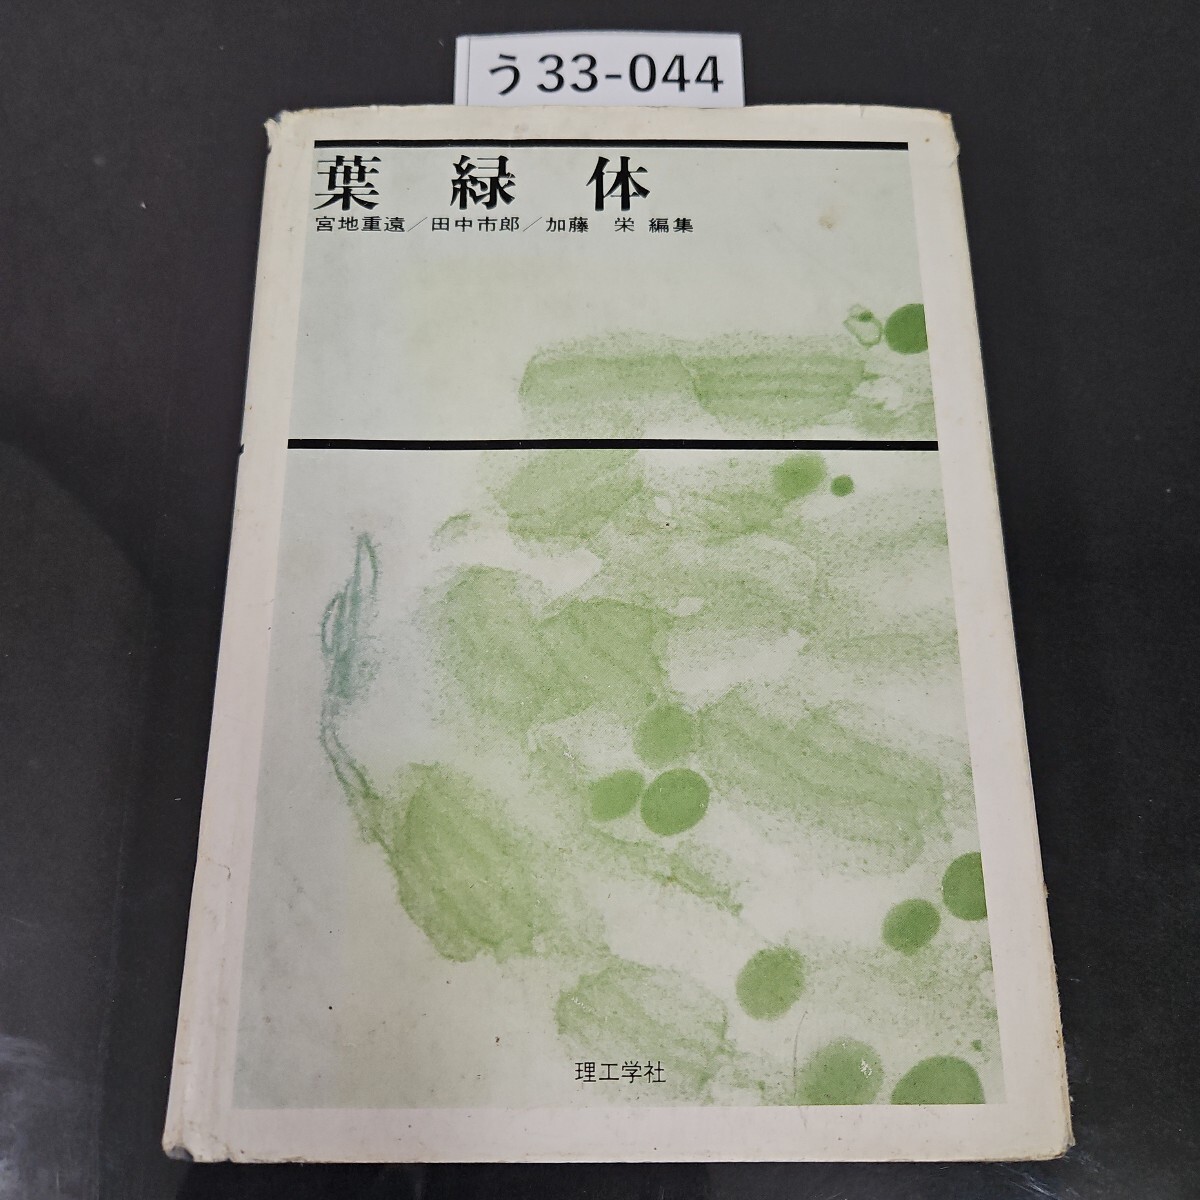 う33-044
葉 緑 体
宮地重遠/田中市郎/加藤 栄 編集
理工学社